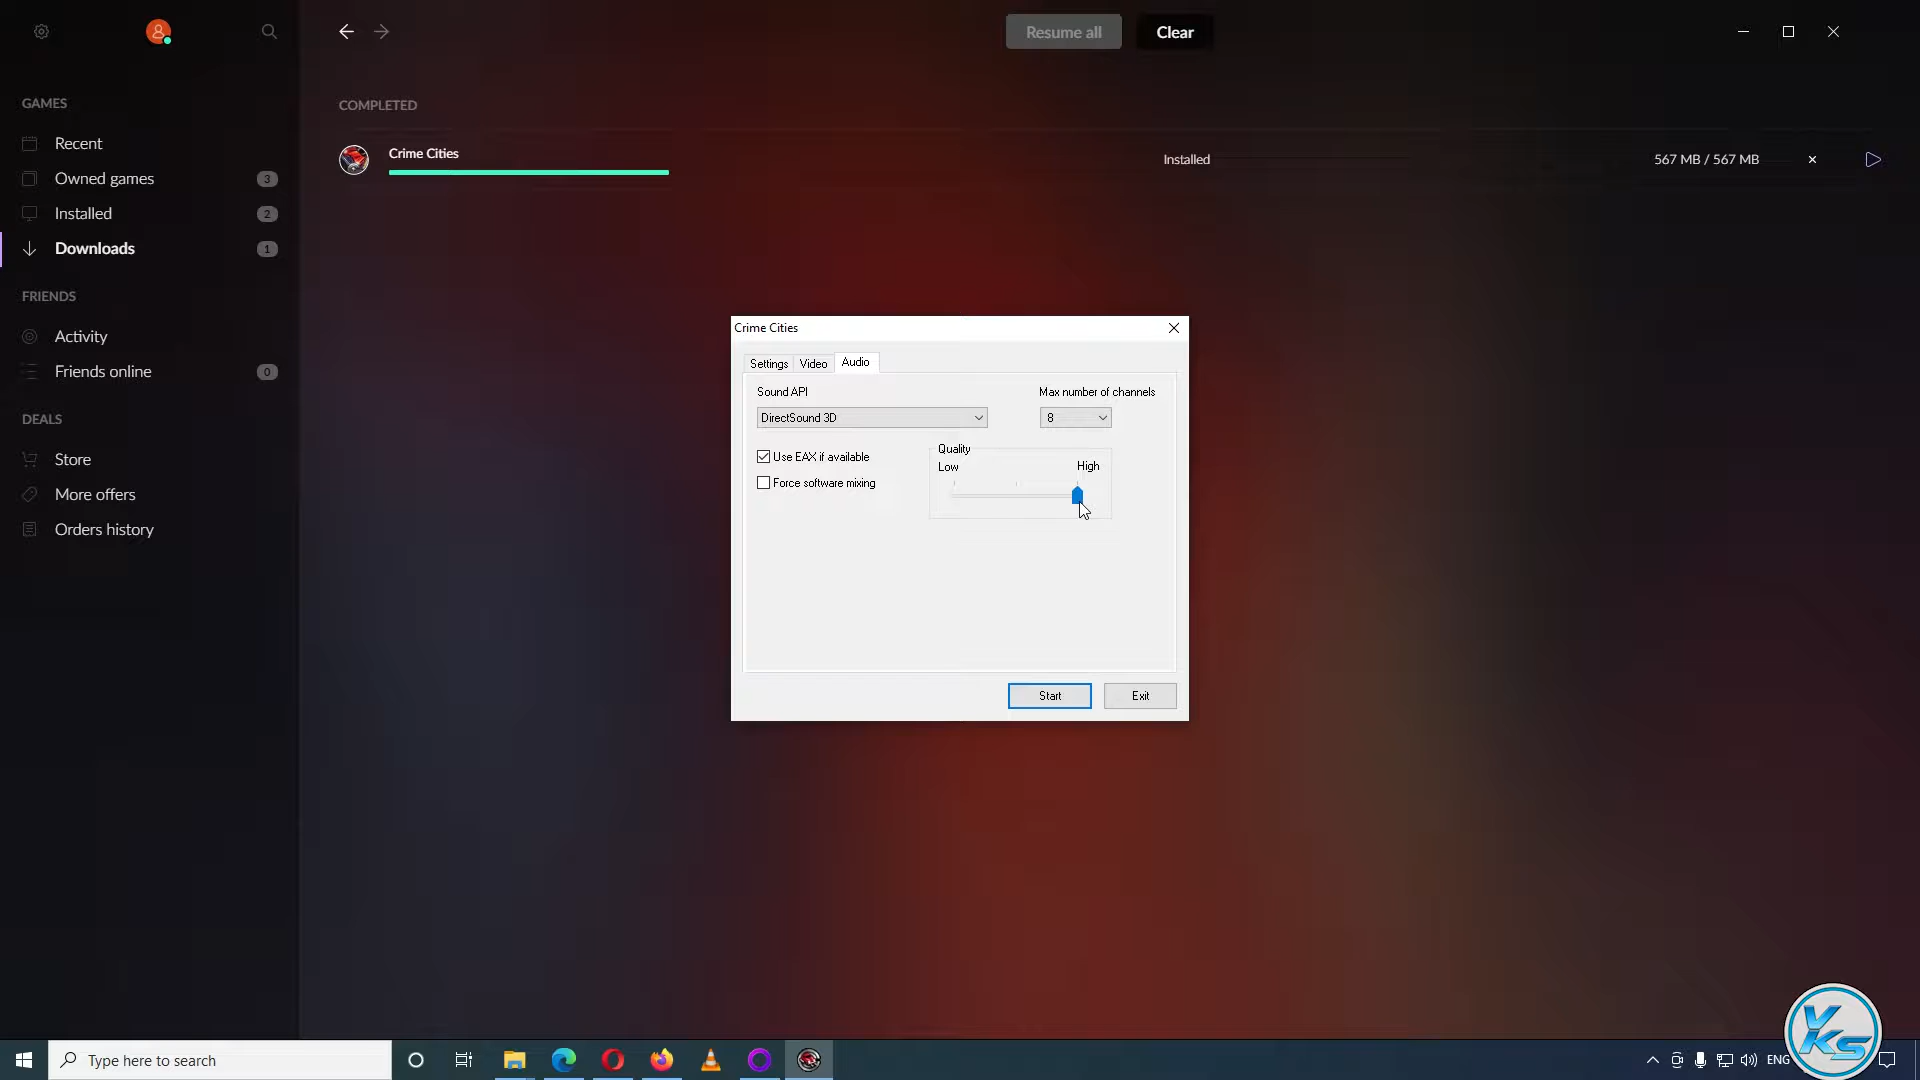 Resume all
Clear
GAMES
Recent
Owned games 3
Installed 2
Downloads 1
FRIENDS
Activity
Friends online 0
DEALS
Store
More offers
Orders history
COMPLETED
Crime Cities
Installed
567 MB / 567 MB
Crime Cities
Settings Video Audio
Sound API
Max number of channels
DirectSound 3D
8
Use EAX if available
Force software mixing
Quality
Low High
Start
Exit
Type here to search
ENG
YKS